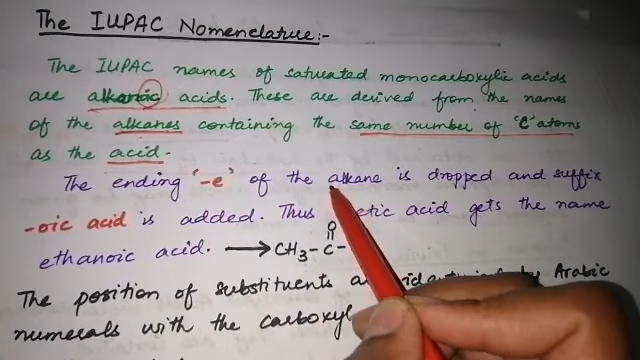 The IUPAC Nomenclature:-
The IUPAC names of saturated monocarboxylic acids
are alkanoic acids. These are derived from the names
of the alkanes containing the same number of 'C' atoms
as the acid.
The ending '-e' of the alkane is dropped and suffix
-oic acid is added. Thus etic acid gets the name
ethanoic acid. → CH3-C-
O
The position of substituents by Arabic
numerals with the carboxyl